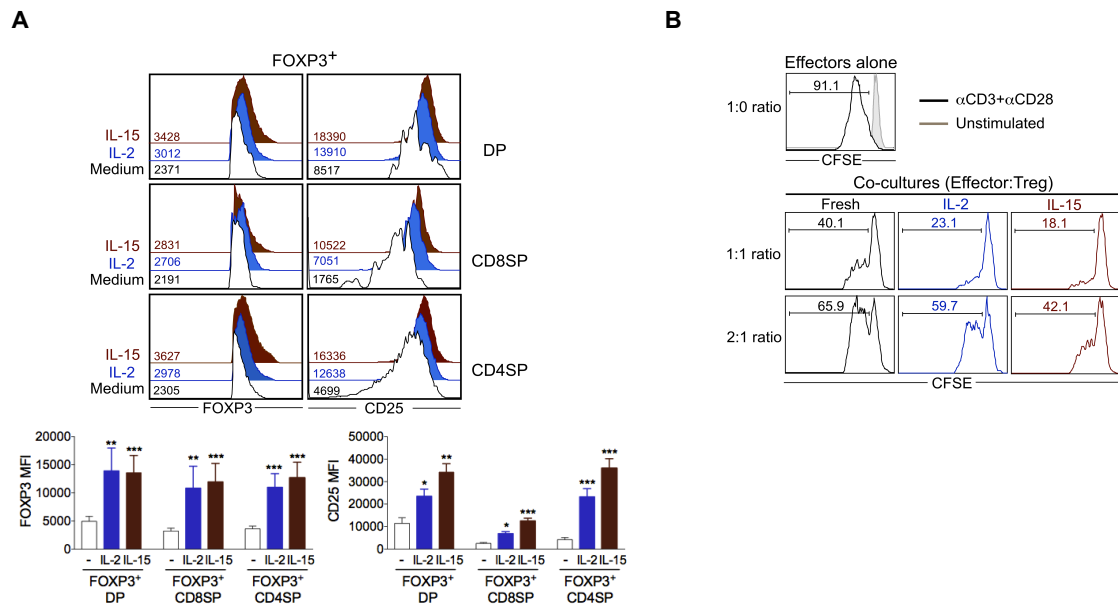 A
FOXP3+
IL-15 3428 18390
IL-2 3012 13910
Medium 2371 8517
DP
IL-15 2831 10522
IL-2 2706 7051
Medium 2191 1765
CD8SP
IL-15 3627 16336
IL-2 2978 12638
Medium 2305 4699
CD4SP
FOXP3 CD25
FOXP3 MFI
20000
15000
10000
5000
0
** *** ** *** *** ***
- IL-2 IL-15 - IL-2 IL-15 - IL-2 IL-15
FOXP3+ FOXP3+ FOXP3+
DP CD8SP CD4SP
CD25 MFI
50000
40000
30000
20000
10000
0
* ** * *** *** ***
- IL-2 IL-15 - IL-2 IL-15 - IL-2 IL-15
FOXP3+ FOXP3+ FOXP3+
DP CD8SP CD4SP
B
Effectors alone
1:0 ratio
91.1
CFSE
αCD3+αCD28
Unstimulated
Co-cultures (Effector:Treg)
Fresh IL-2 IL-15
1:1 ratio 40.1 23.1 18.1
2:1 ratio 65.9 59.7 42.1
CFSE